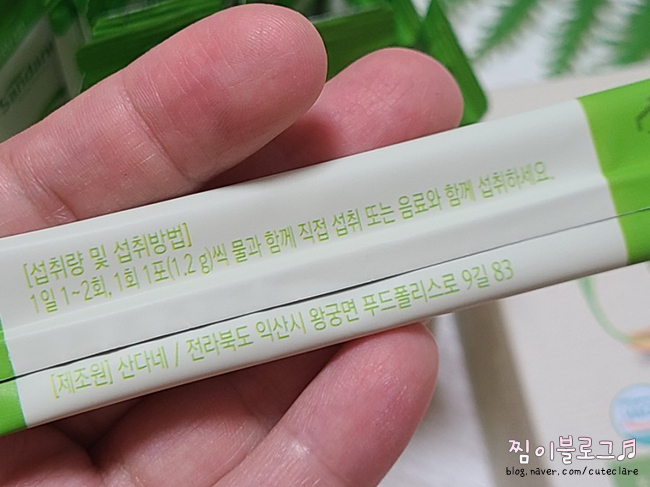 Sandane
[섭취량 및 섭취방법]
1일 1~2회, 1회 1포(1.2 g)씩 물과 함께 직접 섭취 또는 음료와 함께 섭취하세요.
[제조원] 산다네 / 전라북도 익산시 왕궁면 푸드폴리스로 9길 83
찜이블로그♬
blog.naver.com/cuteclare